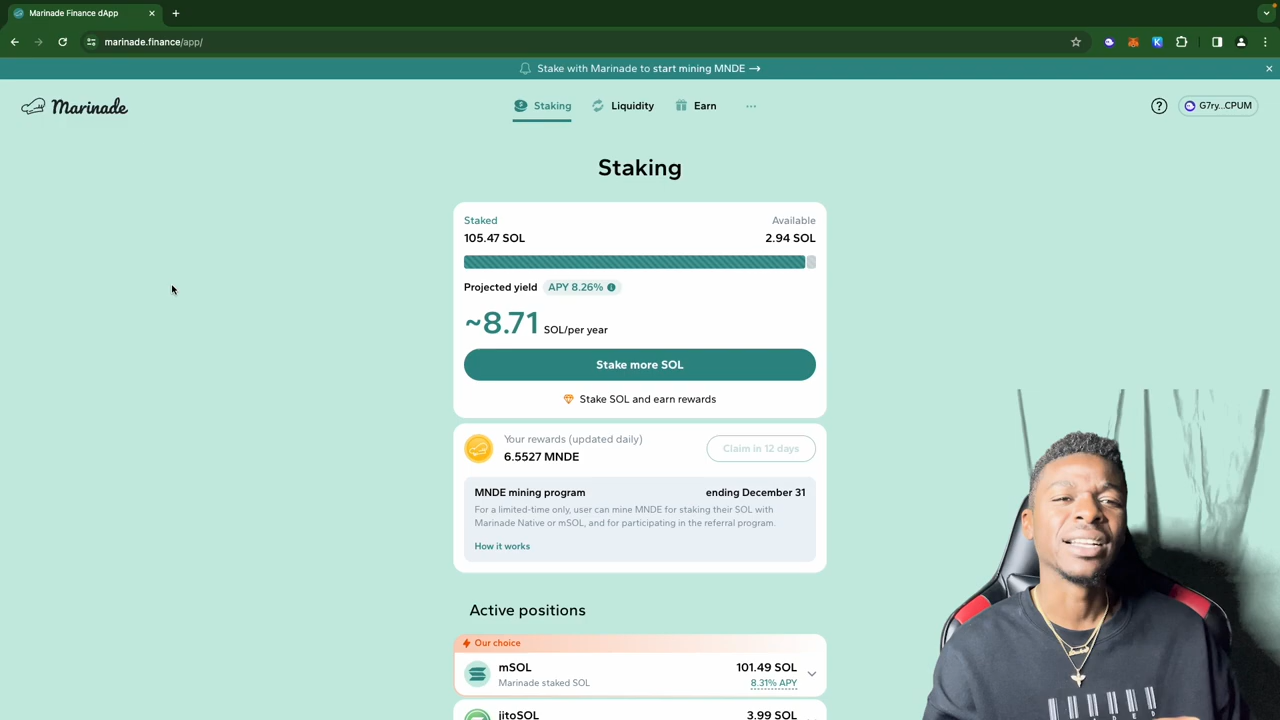 Marinade Finance dApp
marinade.finance/app/
Stake with Marinade to start mining MNDE →
Marinade
Staking
Liquidity
Earn
G7ry...CPUM
Staking
Staked
Available
105.47 SOL
2.94 SOL
Projected yield
APY 8.26%
~8.71 SOL/per year
Stake more SOL
Stake SOL and earn rewards
Your rewards (updated daily)
6.5527 MNDE
Claim in 12 days
MNDE mining program
ending December 31
For a limited-time only, user can mine MNDE for staking their SOL with
Marinade Native or mSOL, and for participating in the referral program.
How it works
Active positions
Our choice
mSOL
101.49 SOL
Marinade staked SOL
8.31% APY
jitoSOL
3.99 SOL